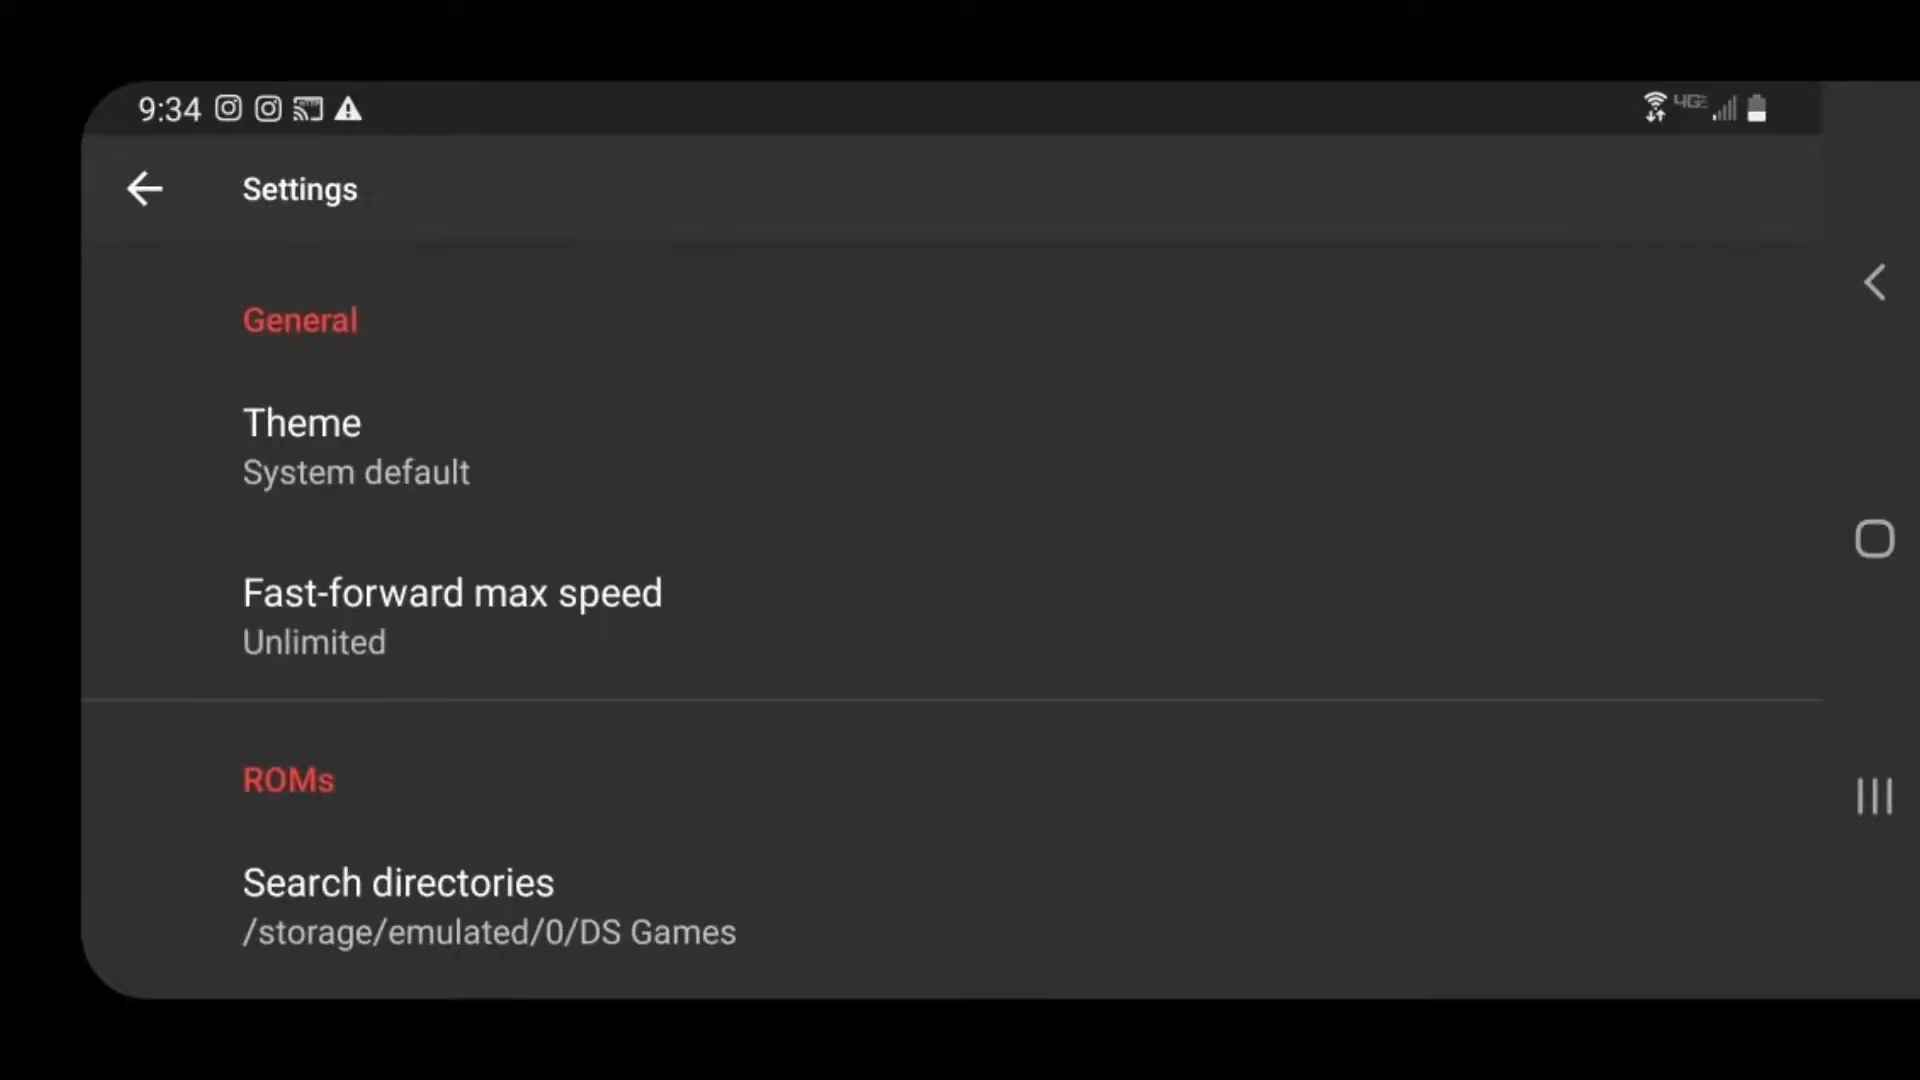 9:34
4GE
Settings
General
Theme
System default
Fast-forward max speed
Unlimited
ROMs
Search directories
/storage/emulated/0/DS Games